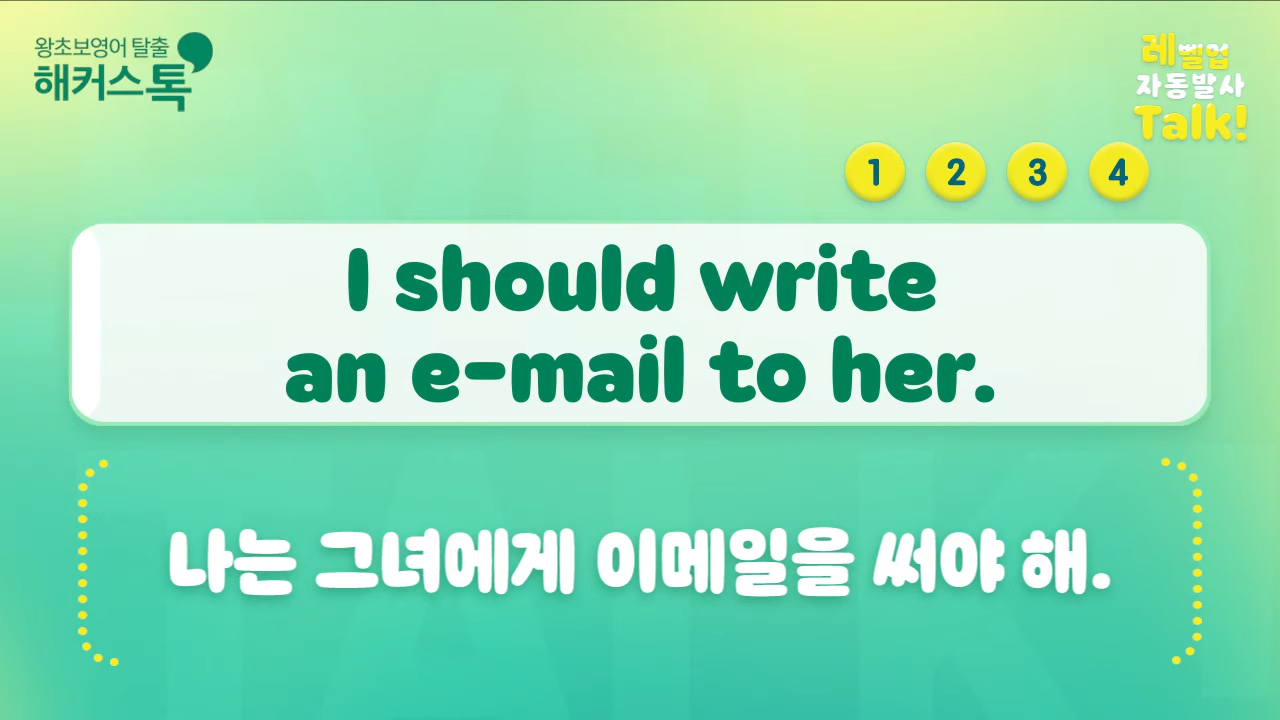 왕초보영어 탈출
해커스톡
레벨업
자동발사
Talk!
1 2 3 4
I should write
an e-mail to her.
나는 그녀에게 이메일을 써야 해.
TALK